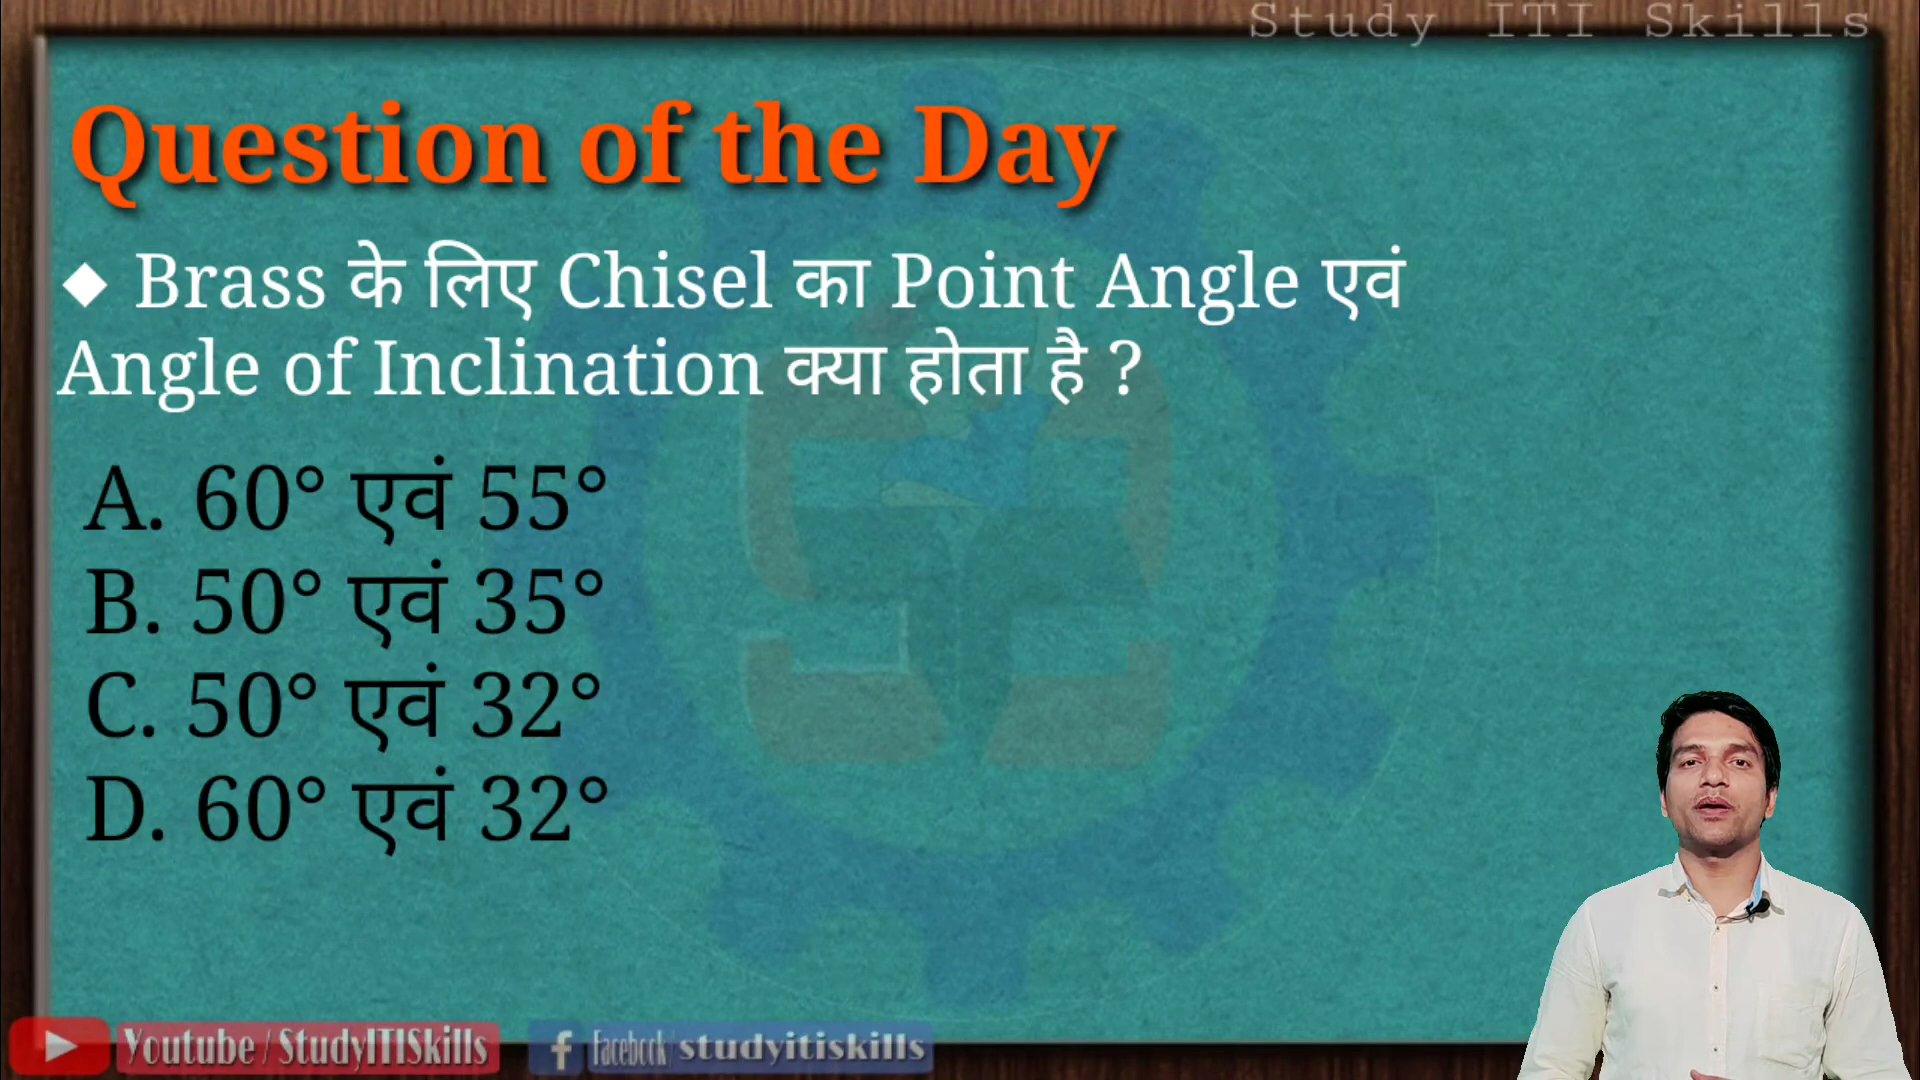 Study ITI Skills
Question of the Day
◆ Brass के लिए Chisel का Point Angle एवं
Angle of Inclination क्या होता है ?
A. 60° एवं 55°
B. 50° एवं 35°
C. 50° एवं 32°
D. 60° एवं 32°
Youtube / StudyITISkills
f Facebook studyitiskills